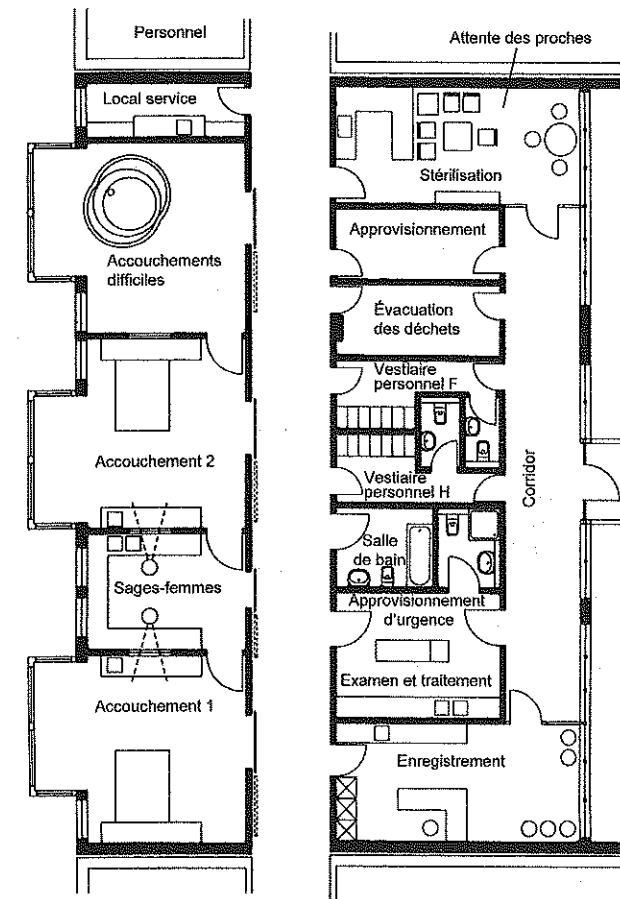 Personnel
Local service
Accouchements
difficiles
Accouchement 2
Sages-femmes
Accouchement 1
Attente des proches
Stérilisation
Approvisionnement
Évacuation
des déchets
Vestiaire
personnel F
Vestiaire
personnel H
Corridor
Salle
de bain
Approvisionnement
d'urgence
Examen et traitement
Enregistrement